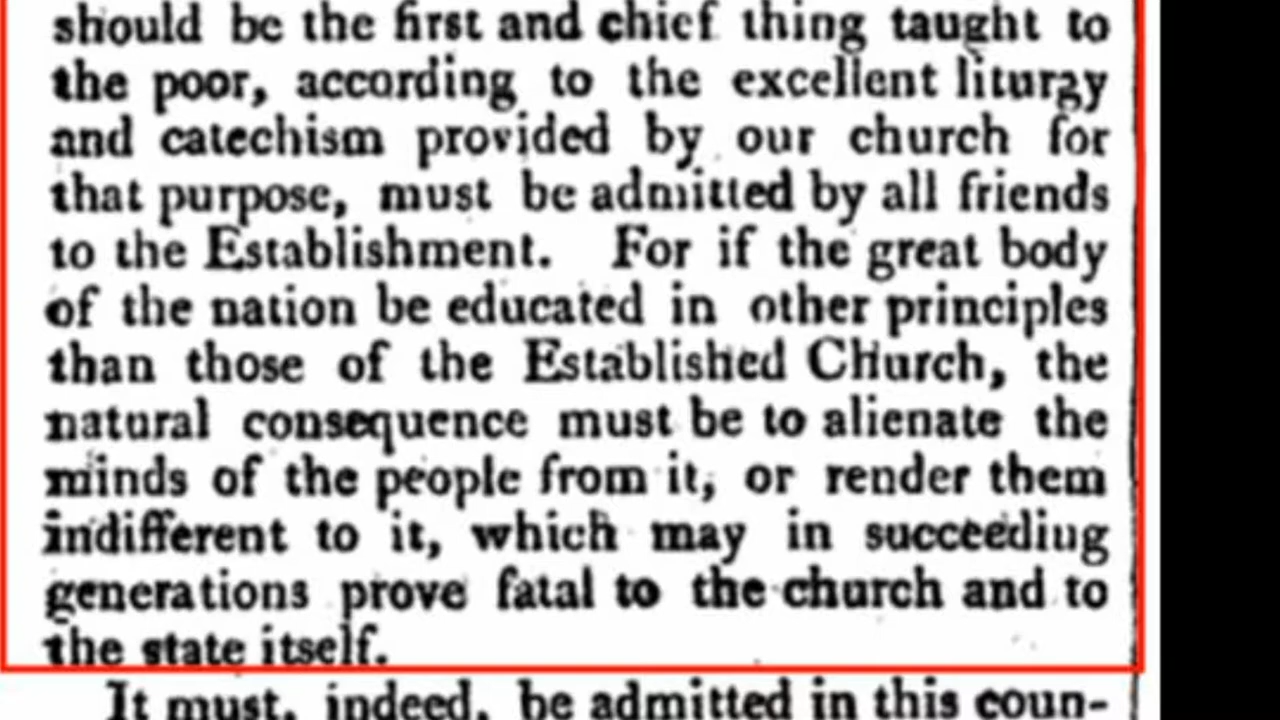 should be the first and chief thing taught to
the poor, according to the excellent liturgy
and catechism provided by our church for
that purpose, must be admitted by all friends
to the Establishment. For if the great body
of the nation be educated in other principles
than those of the Established Church, the
natural consequence must be to alienate the
minds of the people from it, or render them
indifferent to it, which may in succeeding
generations prove fatal to the church and to
the state itself.
It must, indeed, be admitted in this coun-